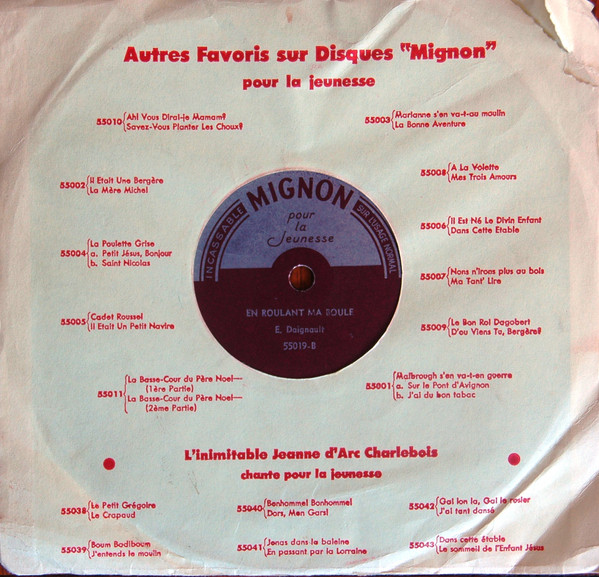 Autres Favoris sur Disques "Mignon"
pour la jeunesse
55010 Ah! Vous Dirai-je Mamam?
Savez-Vous Planter Les Choux?
55003 Marianne s'en va-t-au moulin
La Bonne Aventure
55002 Il Etait Une Bergère
La Mère Michel
55008 A La Volette
Mes Trois Amours
55004 La Poulette Grise
a. Petit Jésus, Bonjour
b. Saint Nicolas
55006 Il Est Né Le Divin Enfant
Dans Cette Etable
55007 Nons n'irons plus au bois
Ma Tant' Lire
55005 Cadet Roussel
Il Etait Un Petit Navire
55009 Le Bon Roi Dagobert
D'ou Viens Tu, Bergère?
INCASSABLE
MIGNON
SUR L'USAGE NORMAL
pour
la
Jeunesse
EN ROULANT MA BOULE
E. Daignault
55019-B
55011 La Basse-Cour du Père Noel—
(1ère Partie)
La Basse-Cour du Père Noel—
(2ème Partie)
55001 Malbrough s'en va-t-en guerre
a. Sur le Pont d'Avignon
b. J'ai du bon tabac
L'inimitable Jeanne d'Arc Charlebois
chante pour la jeunesse
55038 Le Petit Grégoire
Le Crapaud
55040 Bonhommel Bonhommel
Dors, Mon Gars!
55042 Gai lon la, Gai le rosier
J'ai tant dansé
55039 Boum Badiboum
J'entends le moulin
55041 Jonas dans la baleine
En passant par la Lorraine
55043 Dans cette étable
Le sommeil de l'Enfant Jésus